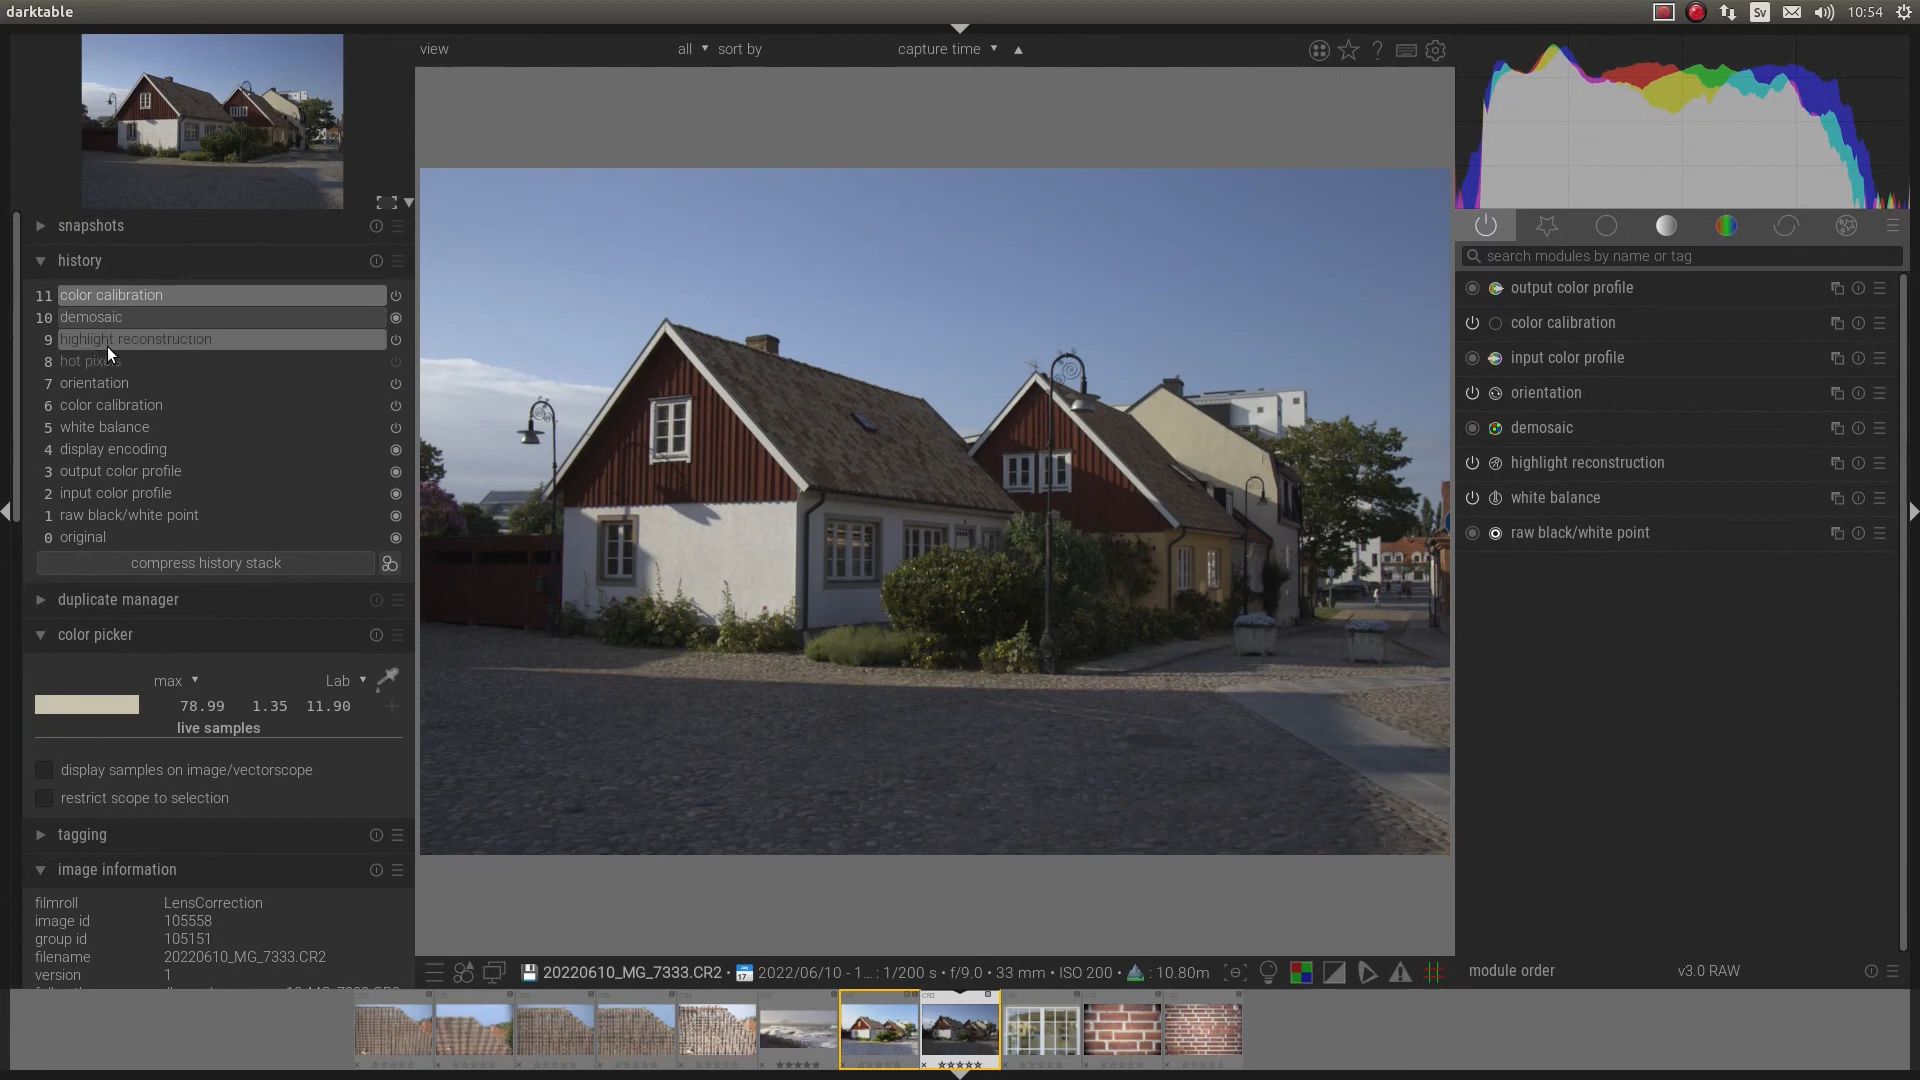 darktable
Sv
10:54
view
all
sort by
capture time
snapshots
history
11 color calibration
10 demosaic
9 highlight reconstruction
8 hot pixels
7 orientation
6 color calibration
5 white balance
4 display encoding
3 output color profile
2 input color profile
1 raw black/white point
0 original
compress history stack
duplicate manager
color picker
max Lab
78.99 1.35 11.90
live samples
display samples on image/vectorscope
restrict scope to selection
tagging
image information
filmroll LensCorrection
image id 105558
group id 105151
filename 20220610_MG_7333.CR2
version 1
search modules by name or tag
output color profile
color calibration
input color profile
orientation
demosaic
highlight reconstruction
white balance
raw black/white point
20220610_MG_7333.CR2 • 17 2022/06/10 - 1... : 1/200 s • f/9.0 • 33 mm • ISO 200 • : 10.80m
module order v3.0 RAW
CR2